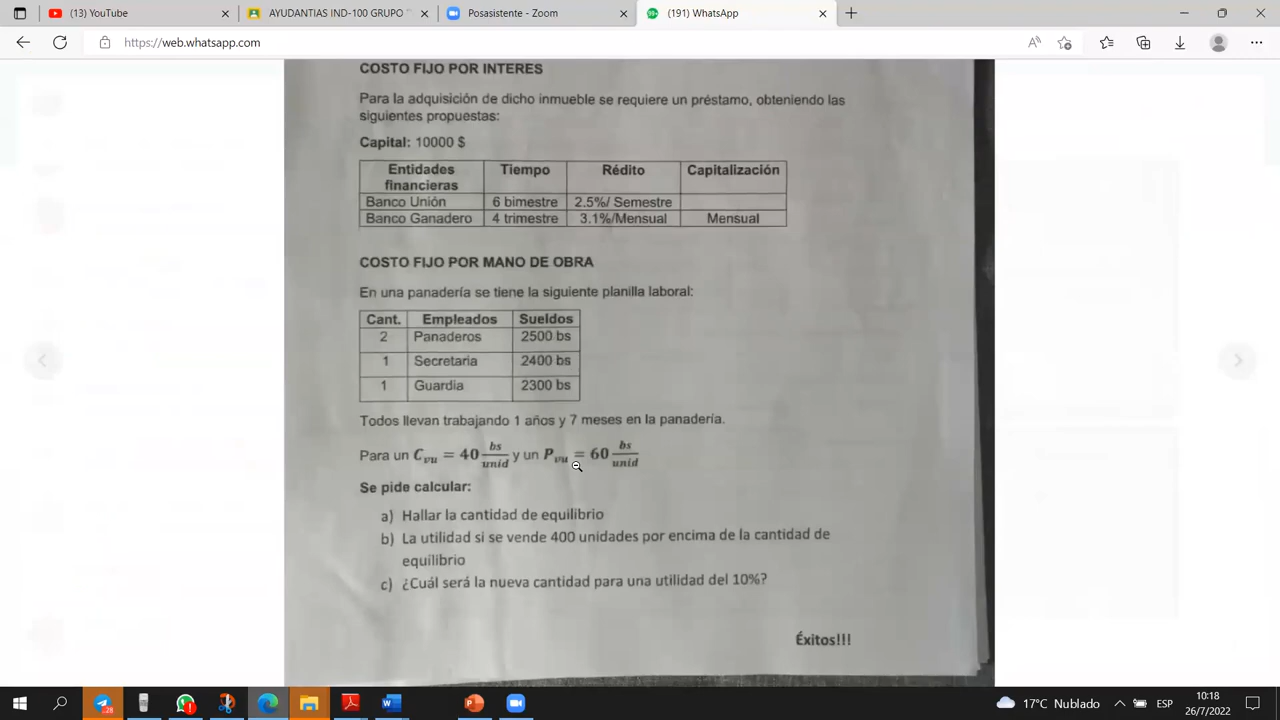 (13) YouTube
AYUDANTIAS IND-100 GRUPO "
Posasistente - Zoom
99+
(191) WhatsApp
https://web.whatsapp.com
COSTO FIJO POR INTERES
Para la adquisición de dicho inmueble se requiere un préstamo, obteniendo las
siguientes propuestas:
Capital: 10000 $
Entidades financieras Tiempo Rédito Capitalización
Banco Unión 6 bimestre 2.5%/ Semestre
Banco Ganadero 4 trimestre 3.1%/Mensual Mensual
COSTO FIJO POR MANO DE OBRA
En una panadería se tiene la siguiente planilla laboral:
Cant. Empleados Sueldos
2 Panaderos 2500 bs
1 Secretaria 2400 bs
1 Guardia 2300 bs
Todos llevan trabajando 1 años y 7 meses en la panadería.
Para un Cvu = 40 bs/unid y un Pvu = 60 bs/unid
Se pide calcular:
a) Hallar la cantidad de equilibrio
b) La utilidad si se vende 400 unidades por encima de la cantidad de
equilibrio
c) ¿Cuál será la nueva cantidad para una utilidad del 10%?
Éxitos!!!
17°C Nublado
ESP
10:18
26/7/2022